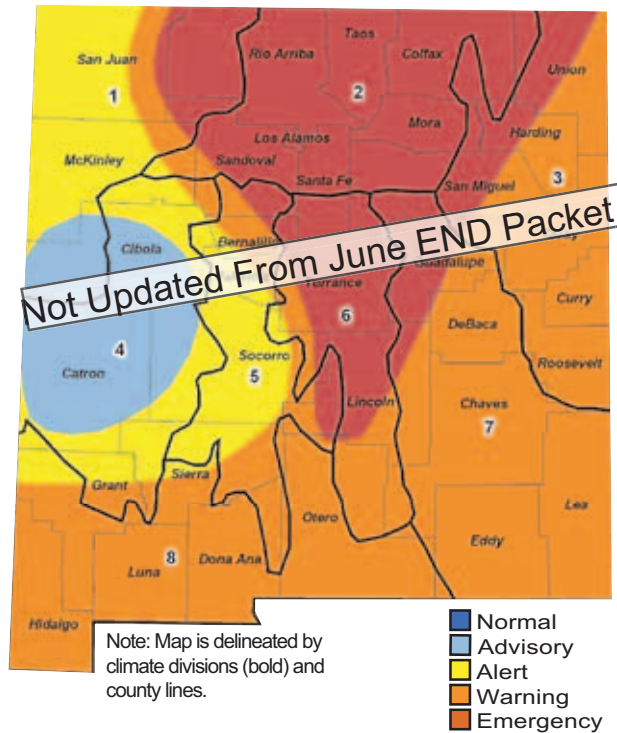 Taos
Rio Arriba
Colfax
San Juan
Union
1
2
Mora
Los Alamos
Harding
McKinley
Sandoval
3
Santa Fe
San Miguel
Bernalillo
Cibola
Not Updated From June END Packet
Guadalupe
Torrance
Curry
6
DeBaca
4
Socorro
Roosevelt
Catron
5
Lincoln
Chaves
7
Sierra
Grant
Lea
Otero
Eddy
8
Dona Ana
Luna
Hidalgo
Note: Map is delineated by
climate divisions (bold) and
county lines.
Normal
Advisory
Alert
Warning
Emergency